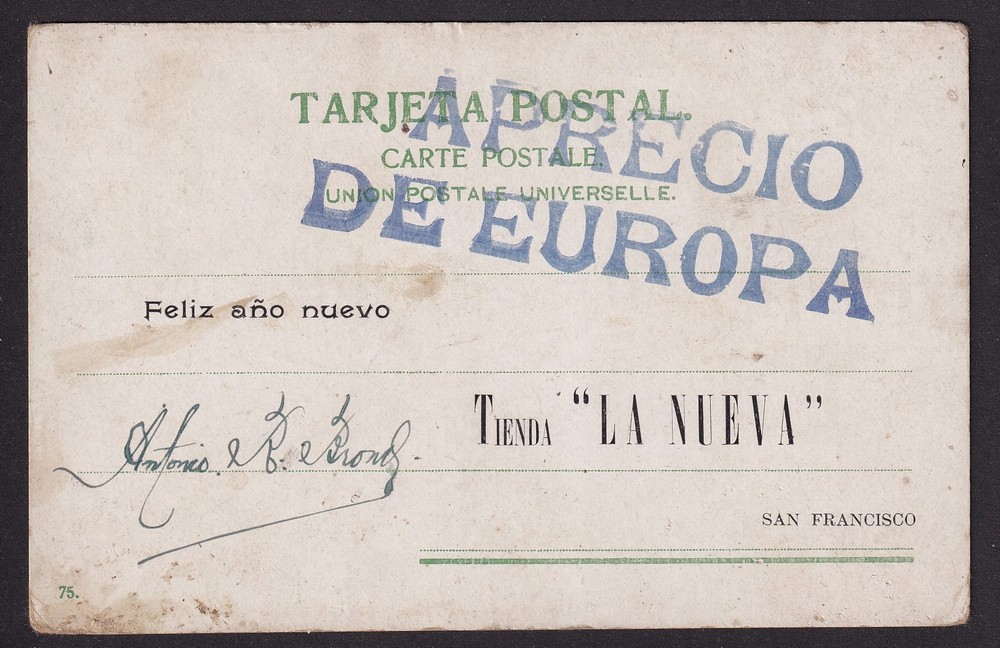 TARJETA POSTAL.
CARTE POSTALE.
UNION POSTALE UNIVERSELLE.
APRECIO
DE EUROPA
Feliz año nuevo
TIENDA "LA NUEVA"
Antonio
SAN FRANCISCO
75.